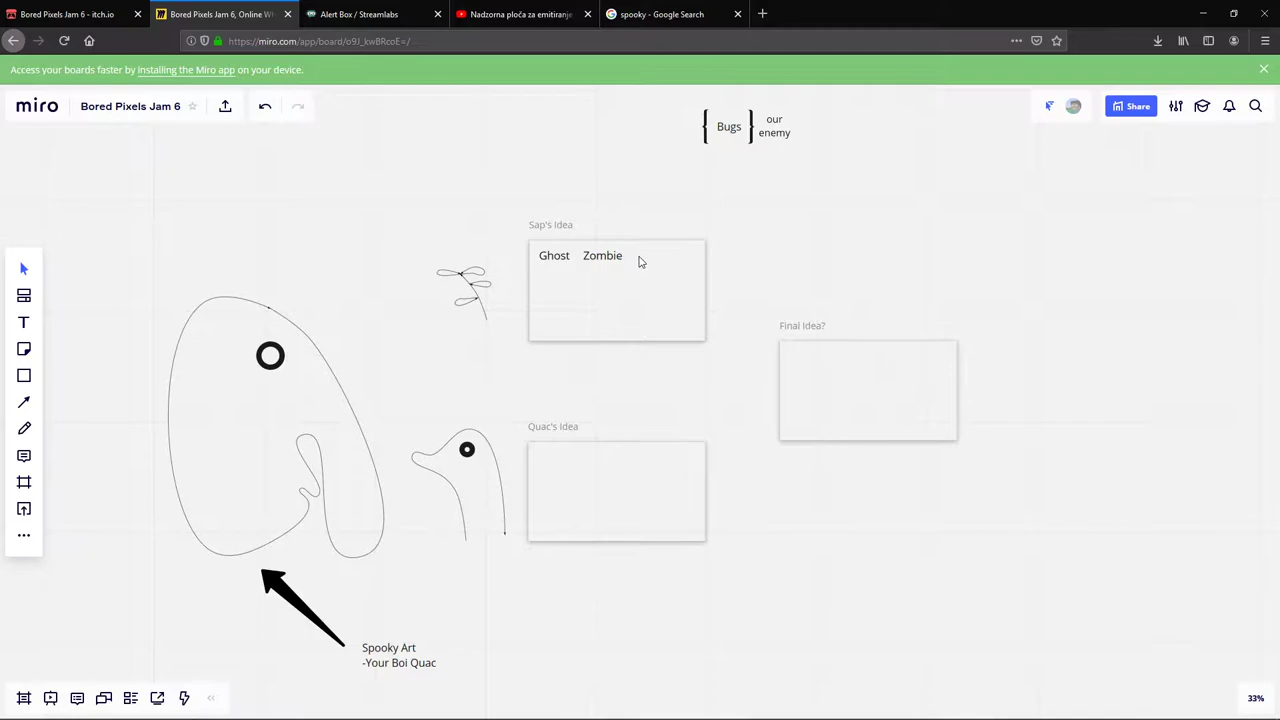 Bored Pixels Jam 6 - itch.io
Bored Pixels Jam 6, Online Wh
Alert Box / Streamlabs
Nadzorna ploča za emitiranje
spooky - Google Search
https://miro.com/app/board/o9J_kwBRcoE=/
Access your boards faster by installing the Miro app on your device.
miro
Bored Pixels Jam 6
Share
Bugs
our
enemy
Sap's Idea
Ghost Zombie
Final Idea?
Quac's Idea
Spooky Art
-Your Boi Quac
33%